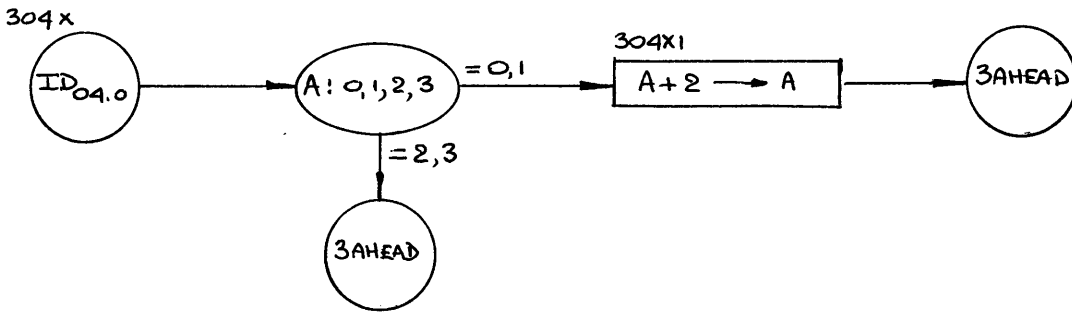 304X
ID04.0
A: 0,1,2,3
=0,1
304X1
A+2 → A
3AHEAD
=2,3
3AHEAD